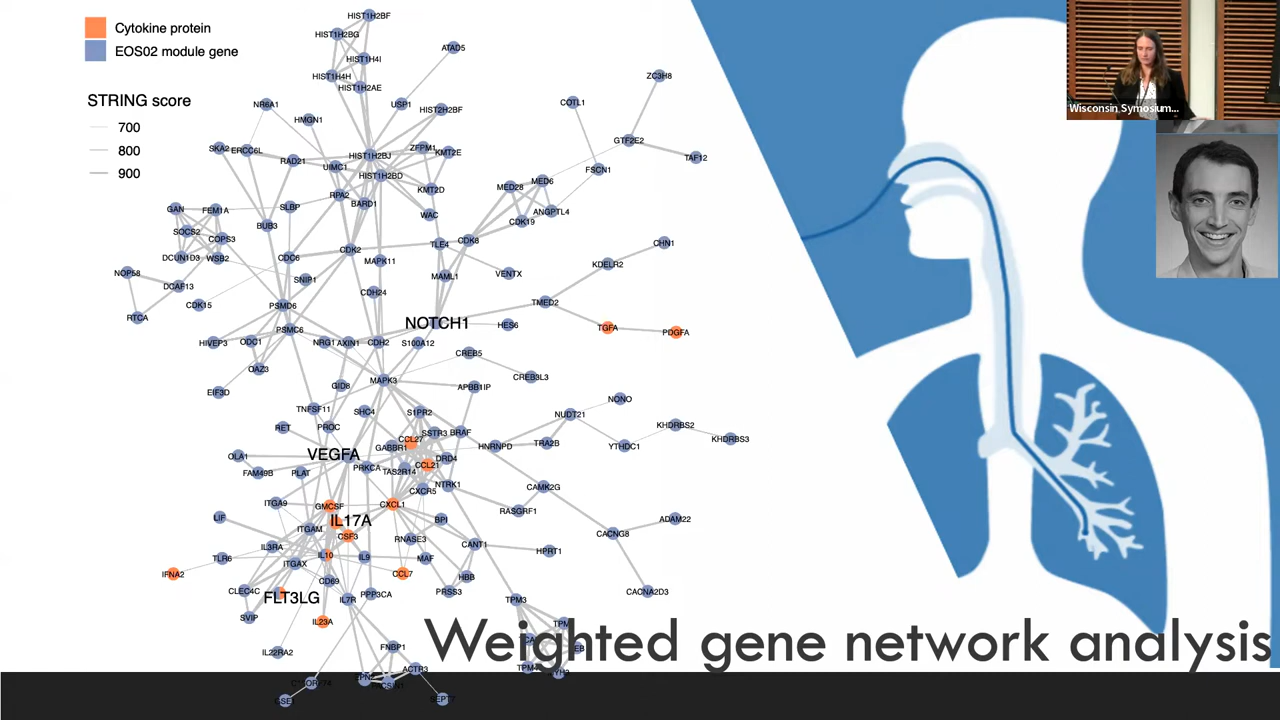 Cytokine protein
EOS02 module gene
STRING score
700
800
900
HIST1H2BF
HIST1H2BG
ATAD5
HIST1H4I
HIST1H4H
HIST1H2AE
ZC3H8
NR6A1
USP1
HIST2H2BF
COTL1
HMGN1
GTF2E2
SKA2
ERCC6L
RAD21
UIMC1
HIST1H2BJ
ZFPM1
KMT2E
TAF12
HIST1H2BD
FSCN1
MED28
MED6
KMT2D
RPA2
BARD1
GAN
FEM1A
SLBP
WAC
CDK19
ANGPTL4
BUB3
SOCS2
COPS3
CDK2
TLE4
CDK8
CHN1
DCUN1D3
WSB2
CDC6
MAPK11
KDELR2
NOP58
DCAF13
SNIP1
MAML1
VENTX
CDK15
PSMD6
CDH24
TMED2
RTCA
PSMC6
NOTCH1
HES6
TGFA
PDGFA
HIVEP3
ODC1
NRG1
AXIN1
CDH2
S100A12
CREB5
OAZ3
GID8
MAPK3
APBB1IP
CREB3L3
EIF3D
TNFSF11
SHC4
S1PR2
NUDT21
NONO
RET
PROC
CCL27
SSTR3
BRAF
KHDRBS2
KHDRBS3
GABBR1
HNRNPD
TRA2B
YTHDC1
OLA1
VEGFA
PRKCA
TAS2R14
CCL21
DRD4
FAM49B
PLAT
NTRK1
CXCR5
CAMK2G
ITGA9
GMCSF
CXCL1
RASGRF1
LIF
IL17A
BPI
ADAM22
ITGAM
CSF3
RNASE3
CACNG8
IL3RA
CANT1
HPRT1
TLR6
IL10
IL9
MAF
ITGAX
IFNA2
CCL7
HBB
CLEC4C
CD69
PPP3CA
PRSS3
CACNA2D3
FLT3LG
IL7R
TPM3
SVIP
IL23A
IL22RA2
FNBP1
ACTR3
Weighted gene network analysis
Wisconsin Symposium...